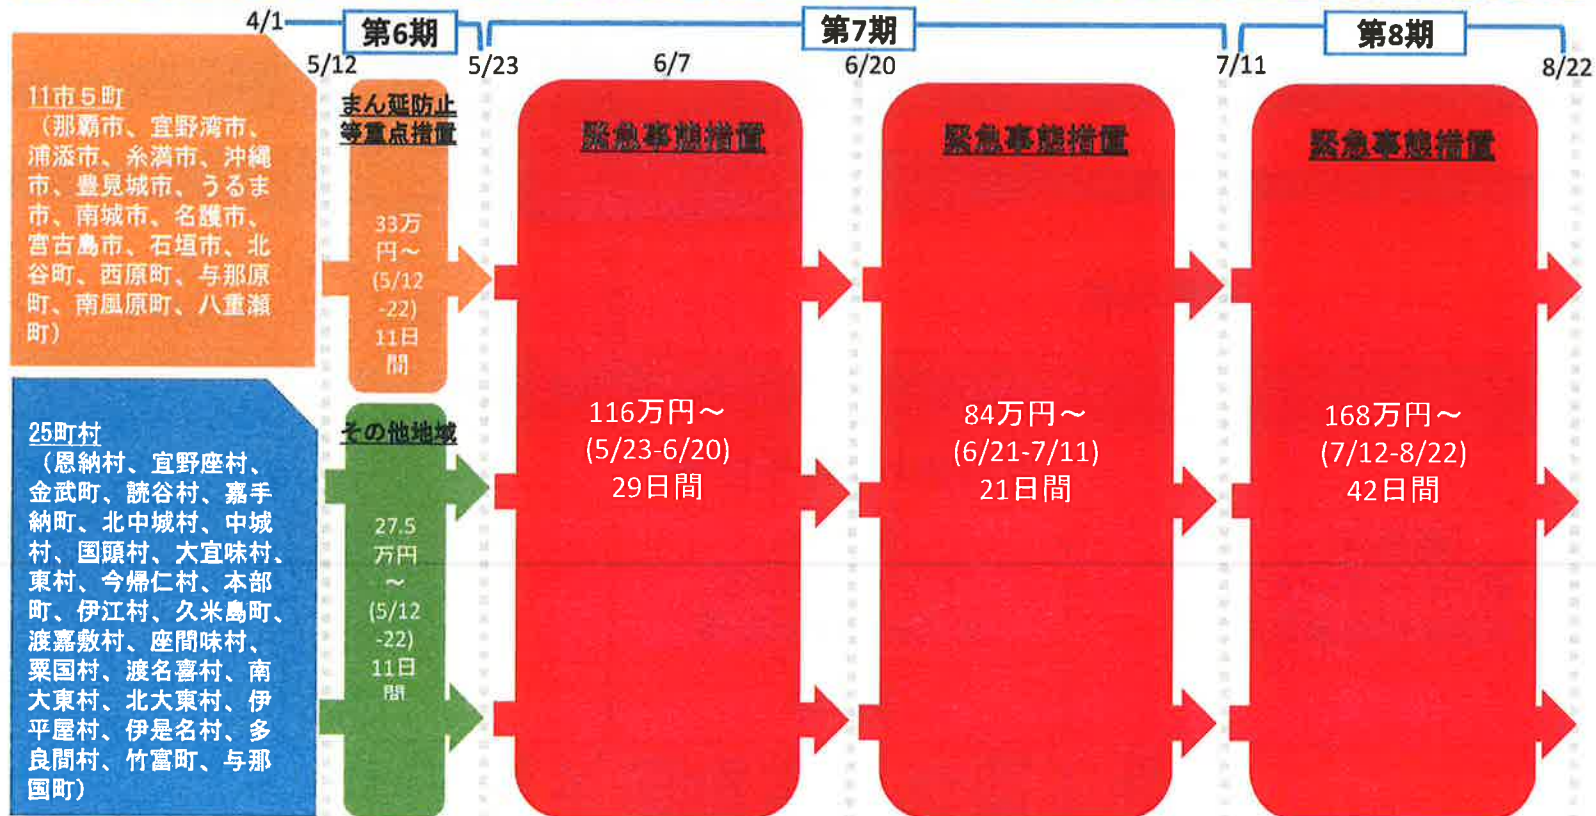 4/1
第6期
第7期
第8期
5/12
5/23
6/7
6/20
7/11
8/22
11市5町
(那覇市、宜野湾市、
浦添市、糸満市、沖縄
市、豊見城市、うるま
市、南城市、名護市、
宮古島市、石垣市、北
谷町、西原町、与那原
町、南風原町、八重瀬
町)
まん延防止
等重点措置
33万
円～
(5/12
-22)
11日
間
25町村
(恩納村、宜野座村、
金武町、読谷村、嘉手
納町、北中城村、中城
村、国頭村、大宜味村、
東村、今帰仁村、本部
町、伊江村、久米島町、
渡嘉敷村、座間味村、
粟国村、渡名喜村、南
大東村、北大東村、伊
平屋村、伊是名村、多
良間村、竹富町、与那
国町)
その他地域
27.5
万円
～
(5/12
-22)
11日
間
緊急事態措置
116万円～
(5/23-6/20)
29日間
緊急事態措置
84万円～
(6/21-7/11)
21日間
緊急事態措置
168万円～
(7/12-8/22)
42日間